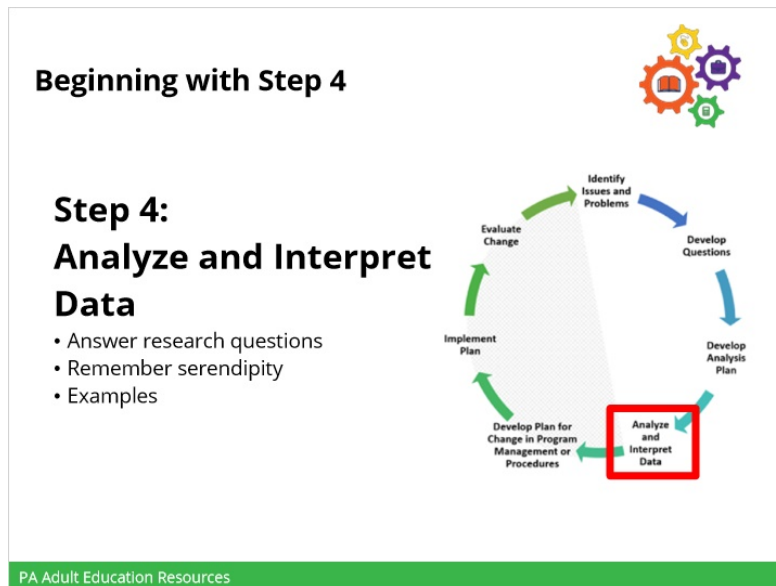 Beginning with Step 4
Step 4:
Analyze and Interpret
Data
• Answer research questions
• Remember serendipity
• Examples
Identify
Issues and
Problems
Develop
Questions
Develop
Analysis
Plan
Analyze
and
Interpret
Data
Develop Plan for
Change in Program
Management or
Procedures
Implement
Plan
Evaluate
Change
PA Adult Education Resources